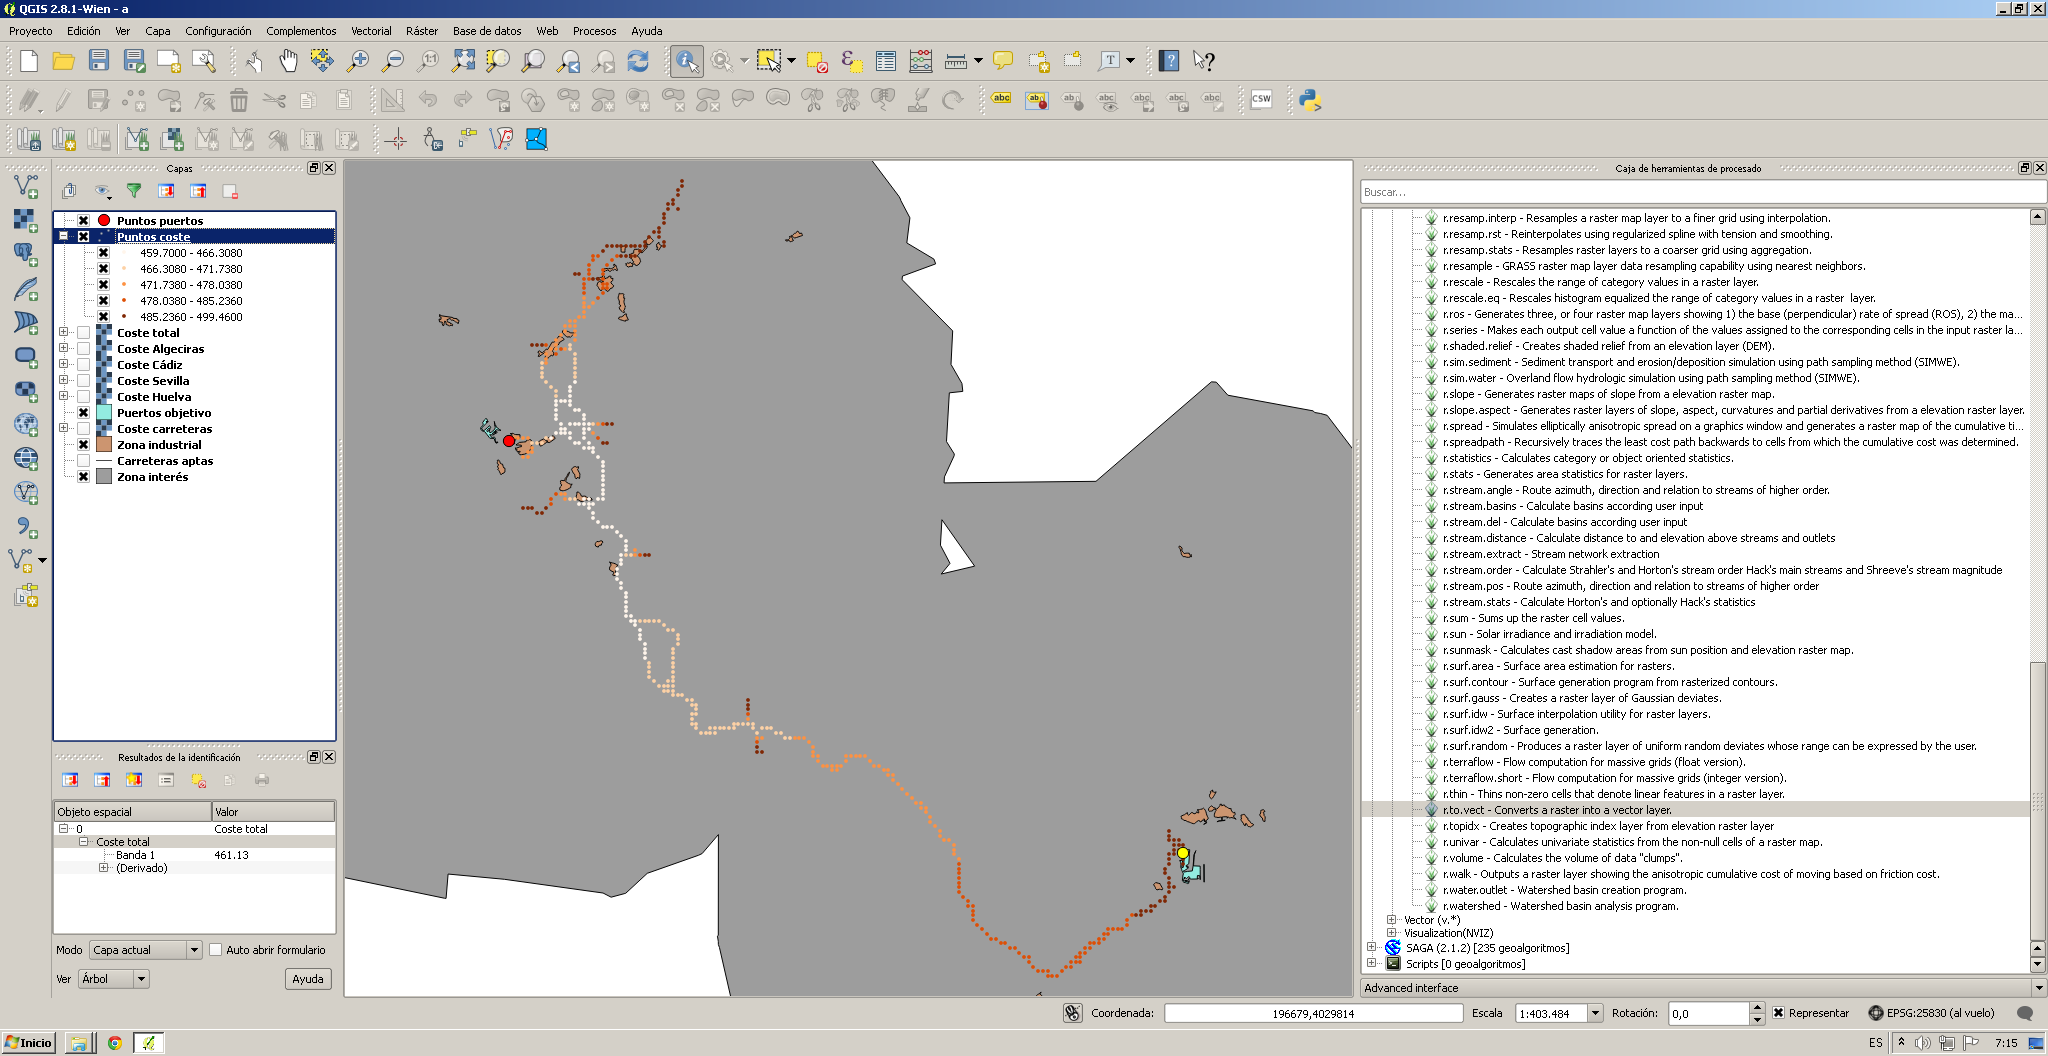 QGIS 2.8.1-Wien - a
Proyecto Edición Ver Capa Configuración Complementos Vectorial Ráster Base de datos Web Procesos Ayuda
Capas
Puntos puertos
Puntos coste
459.7000 - 466.3080
466.3080 - 471.7380
471.7380 - 478.0380
478.0380 - 485.2360
485.2360 - 499.4600
Coste total
Coste Algeciras
Coste Cádiz
Coste Sevilla
Coste Huelva
Puertos objetivo
Coste carreteras
Zona industrial
Carreteras aptas
Zona interés
Resultados de la identificación
Objeto espacial Valor
0 Coste total
Coste total
Banda 1 461.13
(Derivado)
Modo Capa actual Auto abrir formulario
Ver Árbol Ayuda
Caja de herramientas de procesado
Buscar...
r.resamp.interp - Resamples a raster map layer to a finer grid using interpolation.
r.resamp.rst - Reinterpolates using regularized spline with tension and smoothing.
r.resamp.stats - Resamples raster layers to a coarser grid using aggregation.
r.resample - GRASS raster map layer data resampling capability using nearest neighbors.
r.rescale - Rescales the range of category values in a raster layer.
r.rescale.eq - Rescales histogram equalized the range of category values in a raster  layer.
r.ros - Generates three, or four raster map layers showing 1) the base (perpendicular) rate of spread (ROS), 2) the ma...
r.series - Makes each output cell value a function of the values assigned to the corresponding cells in the input raster la...
r.shaded.relief - Creates shaded relief from an elevation layer (DEM).
r.sim.sediment - Sediment transport and erosion/deposition simulation using path sampling method (SIMWE).
r.sim.water - Overland flow hydrologic simulation using path sampling method (SIMWE).
r.slope - Generates raster maps of slope from a elevation raster map.
r.slope.aspect - Generates raster layers of slope, aspect, curvatures and partial derivatives from a elevation raster layer.
r.spread - Simulates elliptically anisotropic spread on a graphics window and generates a raster map of the cumulative ti...
r.spreadpath - Recursively traces the least cost path backwards to cells from which the cumulative cost was determined.
r.statistics - Calculates category or object oriented statistics.
r.stats - Generates area statistics for raster layers.
r.stream.angle - Route azimuth, direction and relation to streams of higher order.
r.stream.basins - Calculate basins according user input
r.stream.del - Calculate basins according user input
r.stream.distance - Calculate distance to and elevation above streams and outlets
r.stream.extract - Stream network extraction
r.stream.order - Calculate Strahler's and Horton's stream order Hack's main streams and Shreeve's stream magnitude
r.stream.pos - Route azimuth, direction and relation to streams of higher order
r.stream.stats - Calculate Horton's and optionally Hack's statistics
r.sum - Sums up the raster cell values.
r.sun - Solar irradiance and irradiation model.
r.sunmask - Calculates cast shadow areas from sun position and elevation raster map.
r.surf.area - Surface area estimation for rasters.
r.surf.contour - Surface generation program from rasterized contours.
r.surf.gauss - Creates a raster layer of Gaussian deviates.
r.surf.idw - Surface interpolation utility for raster layers.
r.surf.idw2 - Surface generation.
r.surf.random - Produces a raster layer of uniform random deviates whose range can be expressed by the user.
r.terraflow - Flow computation for massive grids (float version).
r.terraflow.short - Flow computation for massive grids (integer version).
r.thin - Thins non-zero cells that denote linear features in a raster layer.
r.to.vect - Converts a raster into a vector layer.
r.topidx - Creates topographic index layer from elevation raster layer
r.univar - Calculates univariate statistics from the non-null cells of a raster map.
r.volume - Calculates the volume of data "clumps".
r.walk - Outputs a raster layer showing the anisotropic cumulative cost of moving based on friction cost.
r.water.outlet - Watershed basin creation program.
r.watershed - Watershed basin analysis program.
Vector (v.*)
Visualization(NVIZ)
SAGA (2.1.2) [235 geoalgoritmos]
Scripts [0 geoalgoritmos]
Advanced interface
Coordenada: 196679,4029814 Escala 1:403.484 Rotación: 0,0 Representar EPSG:25830 (al vuelo)
Inicio ES 7:15